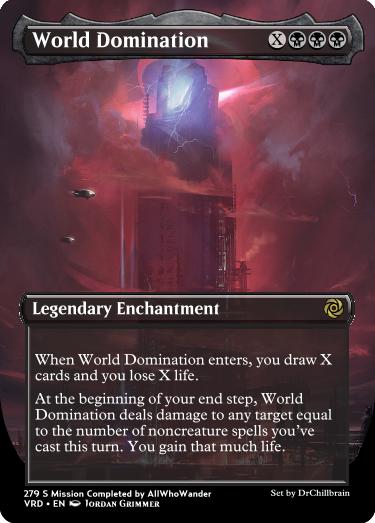 World Domination X
Legendary Enchantment
When World Domination enters, you draw X
cards and you lose X life.
At the beginning of your end step, World
Domination deals damage to any target equal
to the number of noncreature spells you've
cast this turn. You gain that much life.
279 S Mission Completed by AllWhoWander
Set by DrChillbrain
VRD • EN Jordan Grimmer